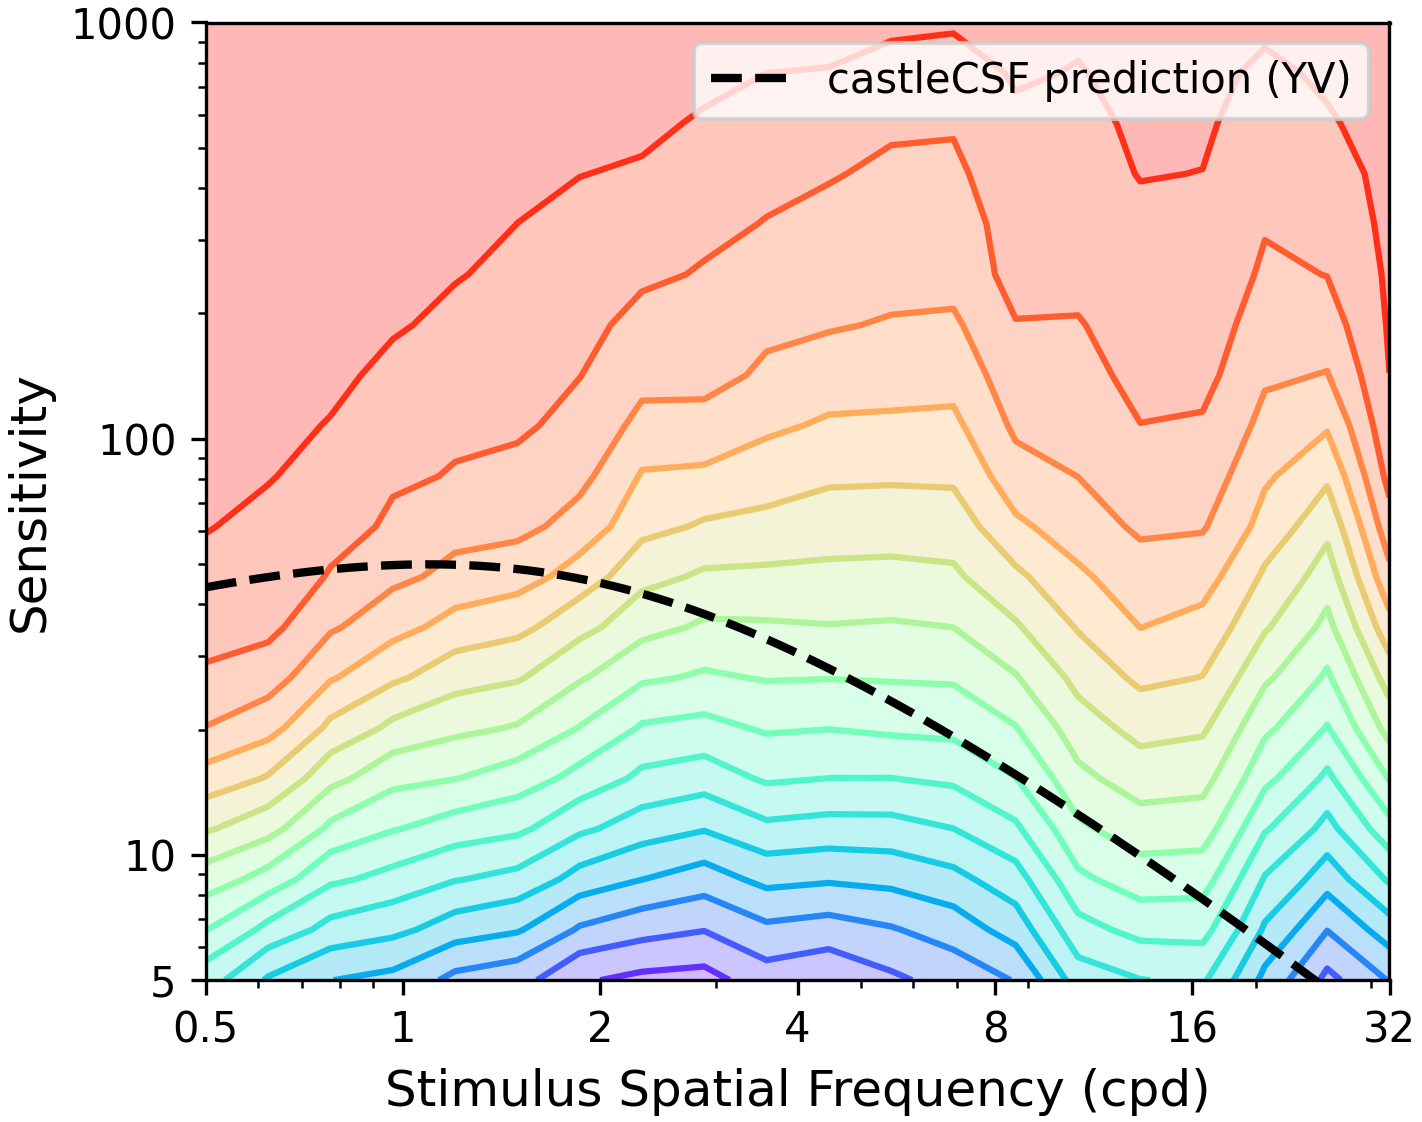 1000
100
10
5
Sensitivity
castleCSF prediction (YV)
0.5 1 2 4 8 16 32
Stimulus Spatial Frequency (cpd)